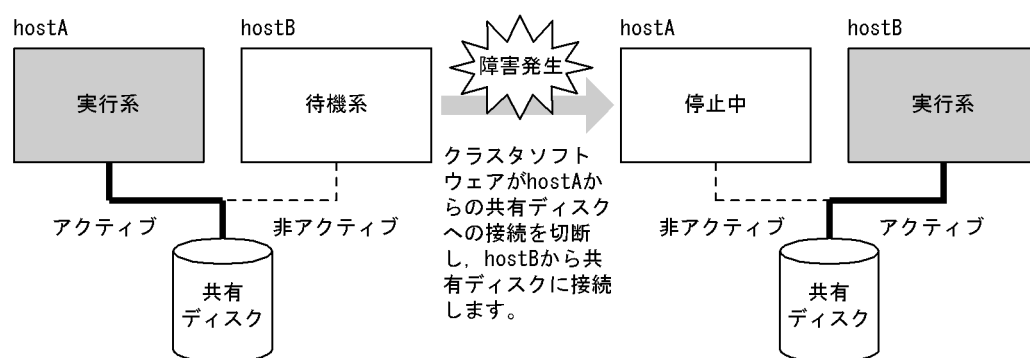 hostA
hostB
実行系
待機系
アクティブ
非アクティブ
共有
ディスク
障害発生
クラスタソフト
ウェアがhostAか
らの共有ディスク
への接続を切断
し，hostBから共
有ディスクに接続
します。
hostA
hostB
停止中
実行系
非アクティブ
アクティブ
共有
ディスク